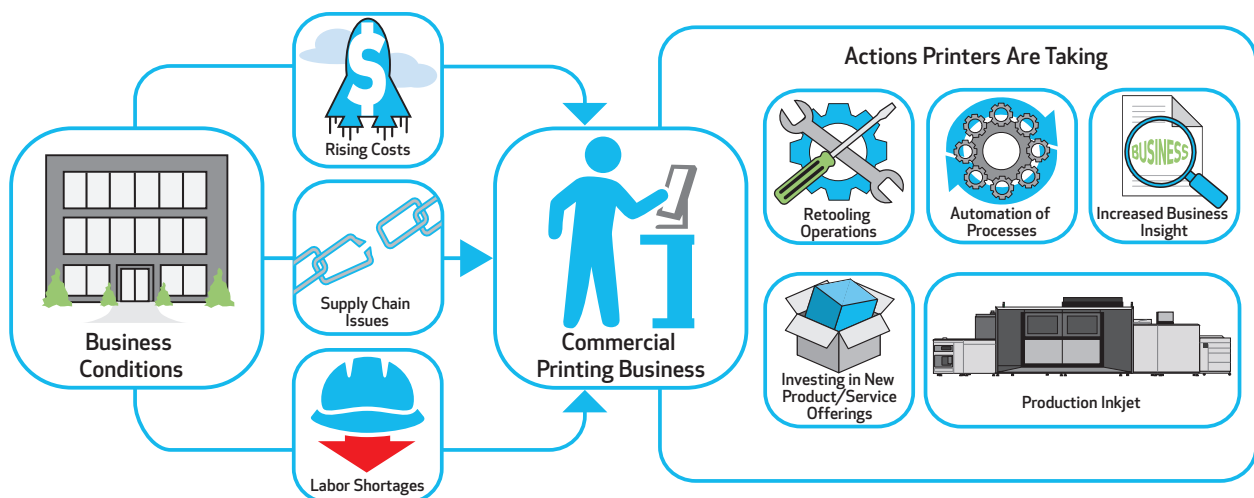 $
Rising Costs
Business
Conditions
Supply Chain
Issues
Labor Shortages
Commercial
Printing Business
Actions Printers Are Taking
Retooling
Operations
Automation of
Processes
BUSINESS
Increased Business
Insight
Investing in New
Product/Service
Offerings
Production Inkjet